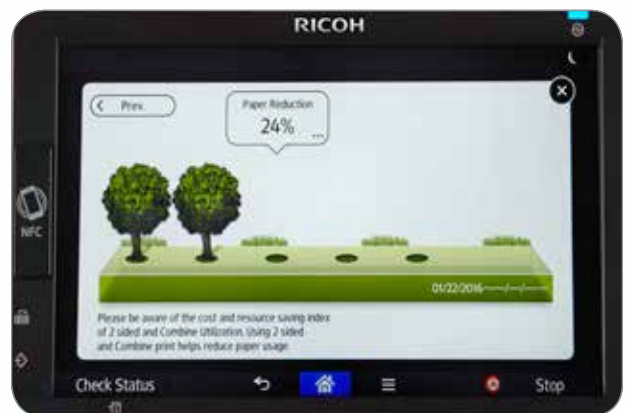 RICOH
Prev.
Paper Reduction
24%
...
NFC
01/22/2016
Please be aware of the cost and resource saving index
of 2 sided and Combine Utilization. Using 2 sided
and Combine print helps reduce paper usage.
Check Status
Stop